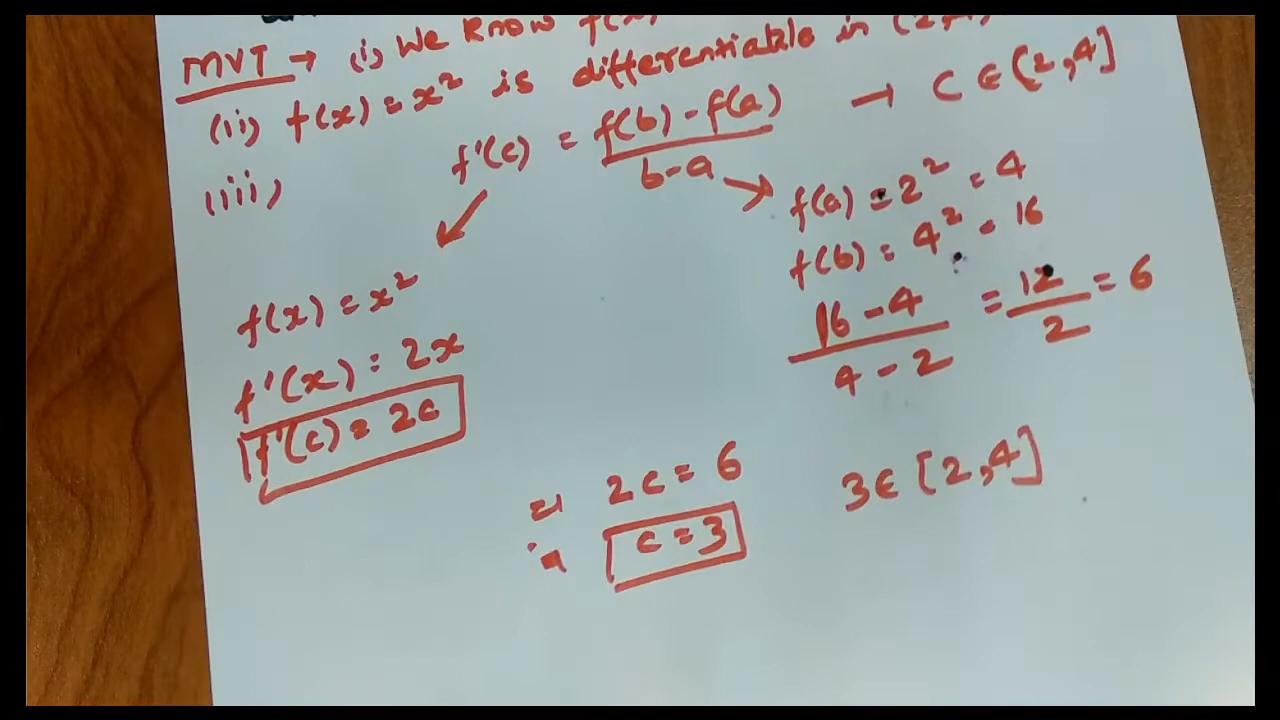 MVT → (i) We know f(x)
(ii) f(x) = x² is differentiable in (2,
(iii) f'(c) = f(b) - f(a) / b-a → C ∈ [2,4]
f(a) = 2² = 4
f(b) = 4² = 16
16 - 4 / 4 - 2 = 12 / 2 = 6
f(x) = x²
f'(x) = 2x
f'(c) = 2c
⇒ 2c = 6
c = 3
3 ∈ [2,4]